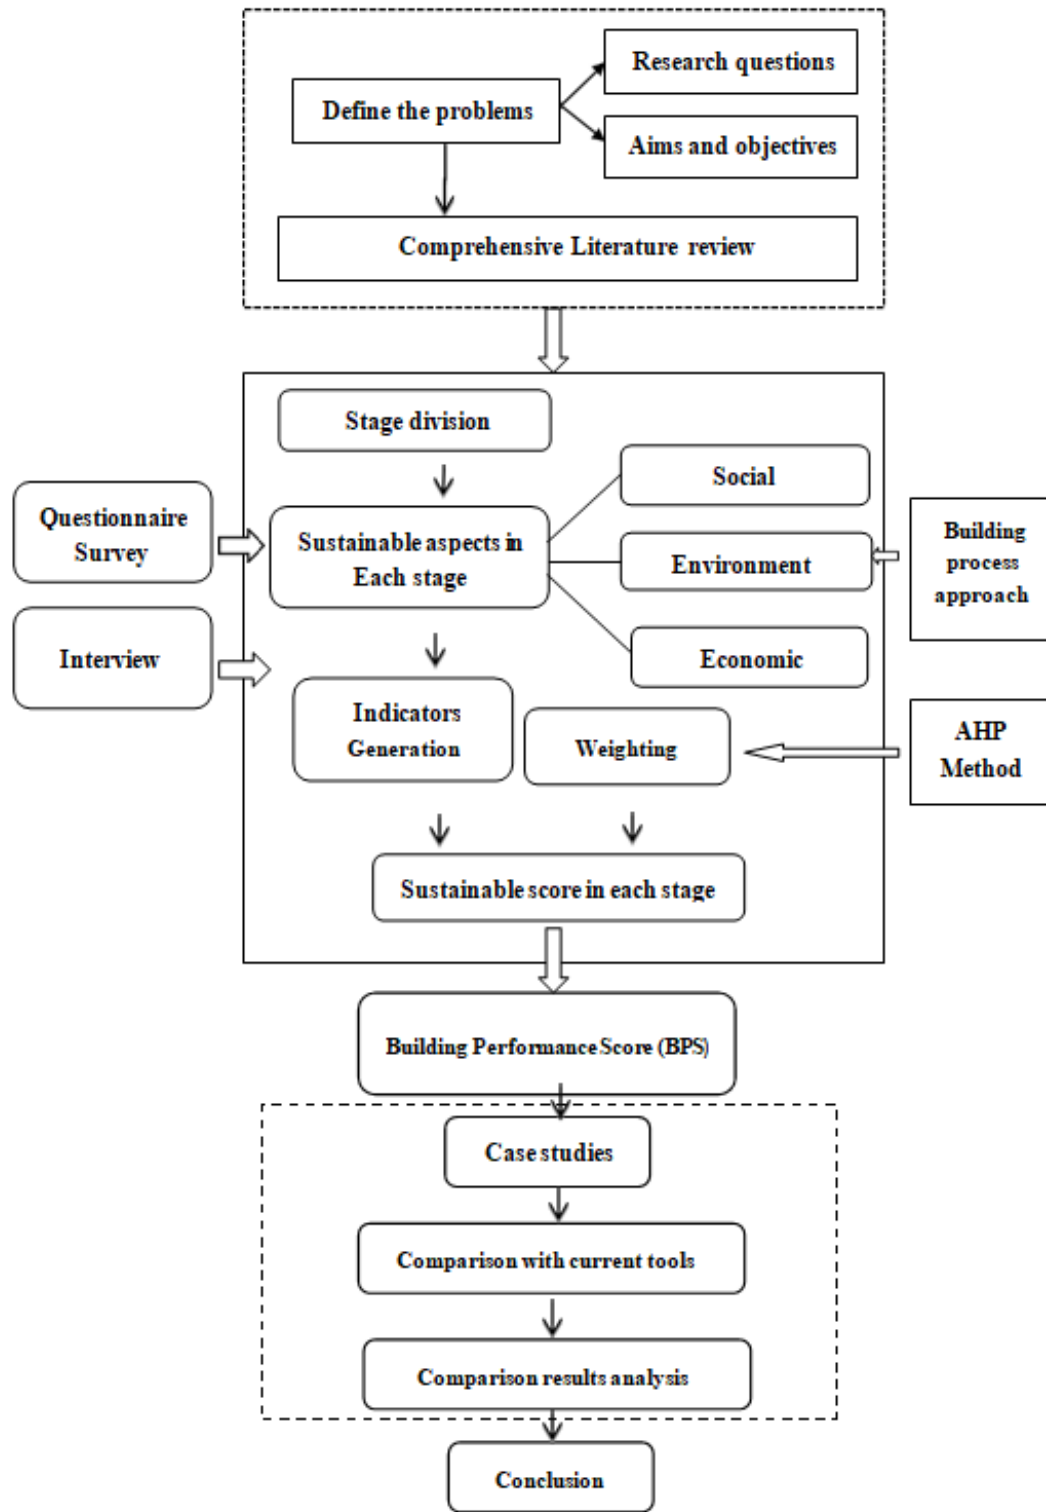 Research questions
Define the problems
Aims and objectives
Comprehensive Literature review
Stage division
Social
Questionnaire
Survey
Sustainable aspects in
Each stage
Environment
Building
process
approach
Interview
Economic
Indicators
Generation
Weighting
AHP
Method
Sustainable score in each stage
Building Performance Score (BPS)
Case studies
Comparison with current tools
Comparison results analysis
Conclusion